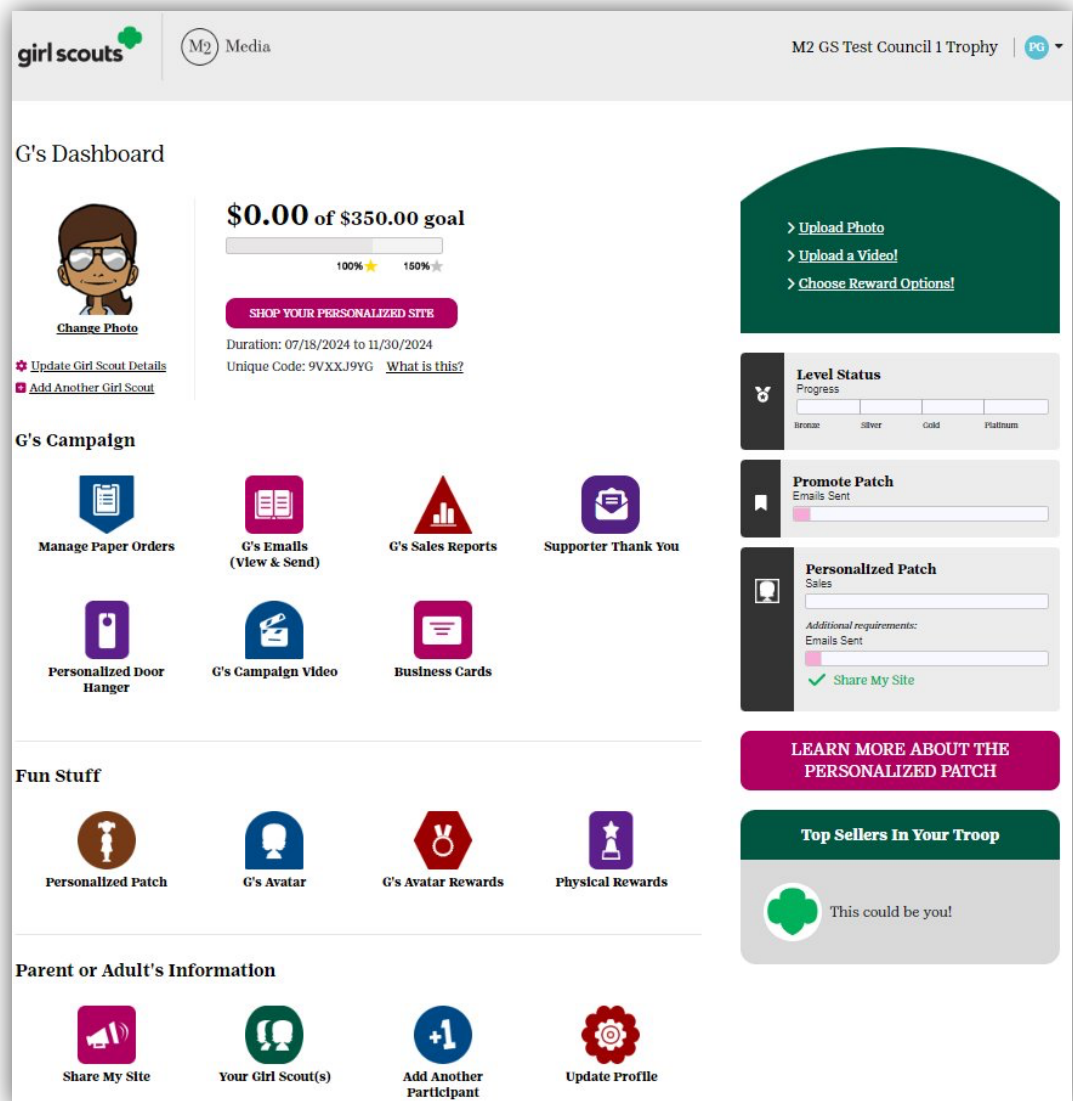 girl scouts
M2 Media
M2 GS Test Council 1 Trophy
PG
G's Dashboard
Change Photo
Update Girl Scout Details
Add Another Girl Scout
$0.00 of $350.00 goal
100% 150%
SHOP YOUR PERSONALIZED SITE
Duration: 07/18/2024 to 11/30/2024
Unique Code: 9VXXJ9YG What is this?
G's Campaign
Manage Paper Orders
G's Emails
(View & Send)
G's Sales Reports
Supporter Thank You
Personalized Door
Hanger
G's Campaign Video
Business Cards
Fun Stuff
Personalized Patch
G's Avatar
G's Avatar Rewards
Physical Rewards
Parent or Adult's Information
Share My Site
Your Girl Scout(s)
+1
Add Another
Participant
Update Profile
> Upload Photo
> Upload a Video!
> Choose Reward Options!
Level Status
Progress
Bronze Silver Gold Platinum
Promote Patch
Emails Sent
Personalized Patch
Sales
Additional requirements:
Emails Sent
Share My Site
LEARN MORE ABOUT THE
PERSONALIZED PATCH
Top Sellers In Your Troop
This could be you!